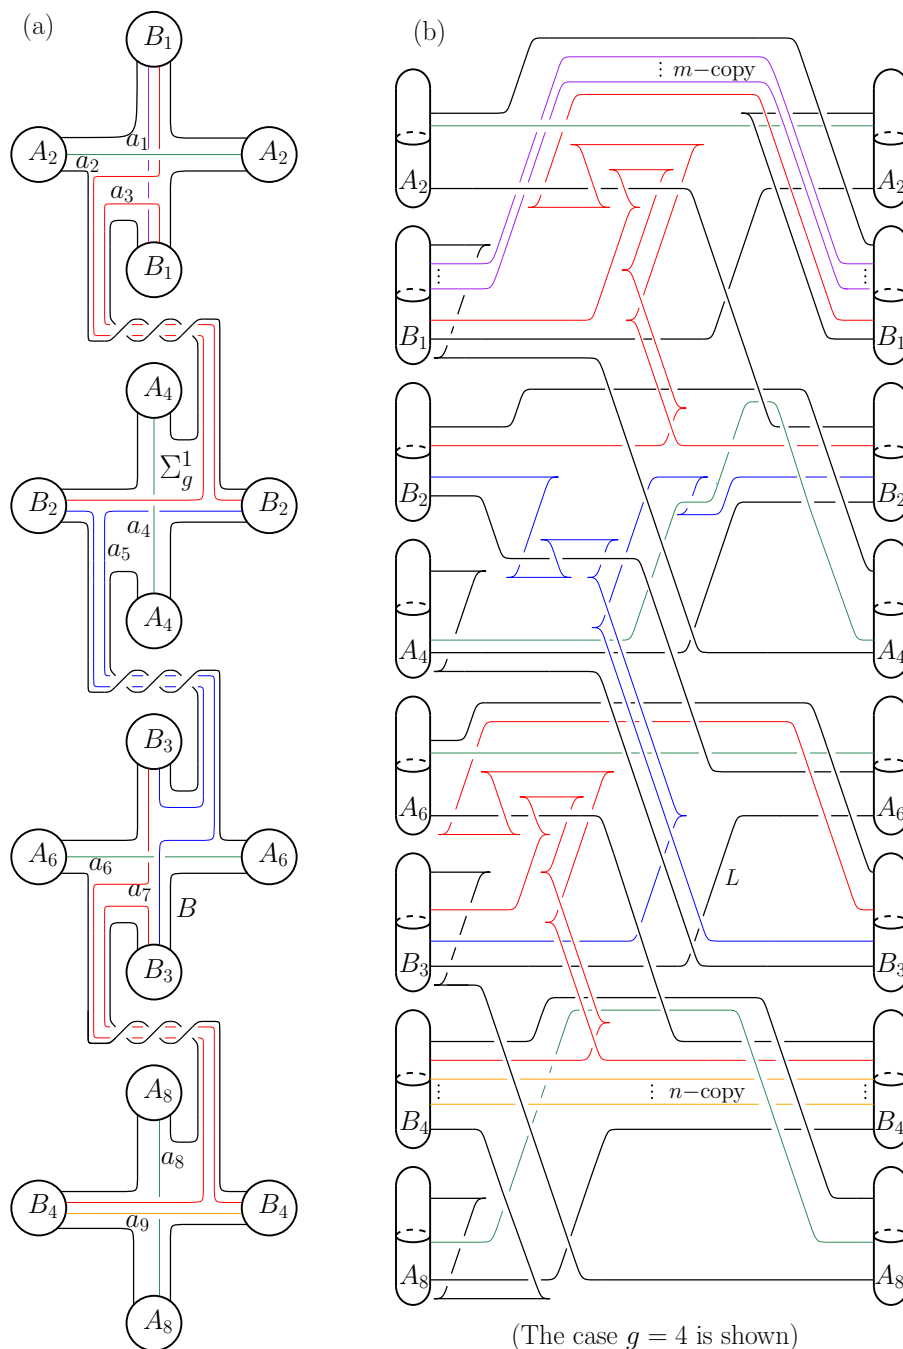 (a)
B₁
a₁
A₂
a₂
A₂
a₃
B₁
A₄
Σ¹g
B₂
a₄
B₂
a₅
A₄
B₃
A₆
a₆
A₆
a₇
B
B₃
A₈
a₈
B₄
a₉
B₄
A₈
(b)
⋮ m−copy
A₂
A₂
⋮
⋮
B₁
B₁
B₂
B₂
A₄
A₄
A₆
A₆
L
B₃
B₃
⋮
⋮ n−copy
⋮
B₄
B₄
A₈
A₈
(The case g = 4 is shown)